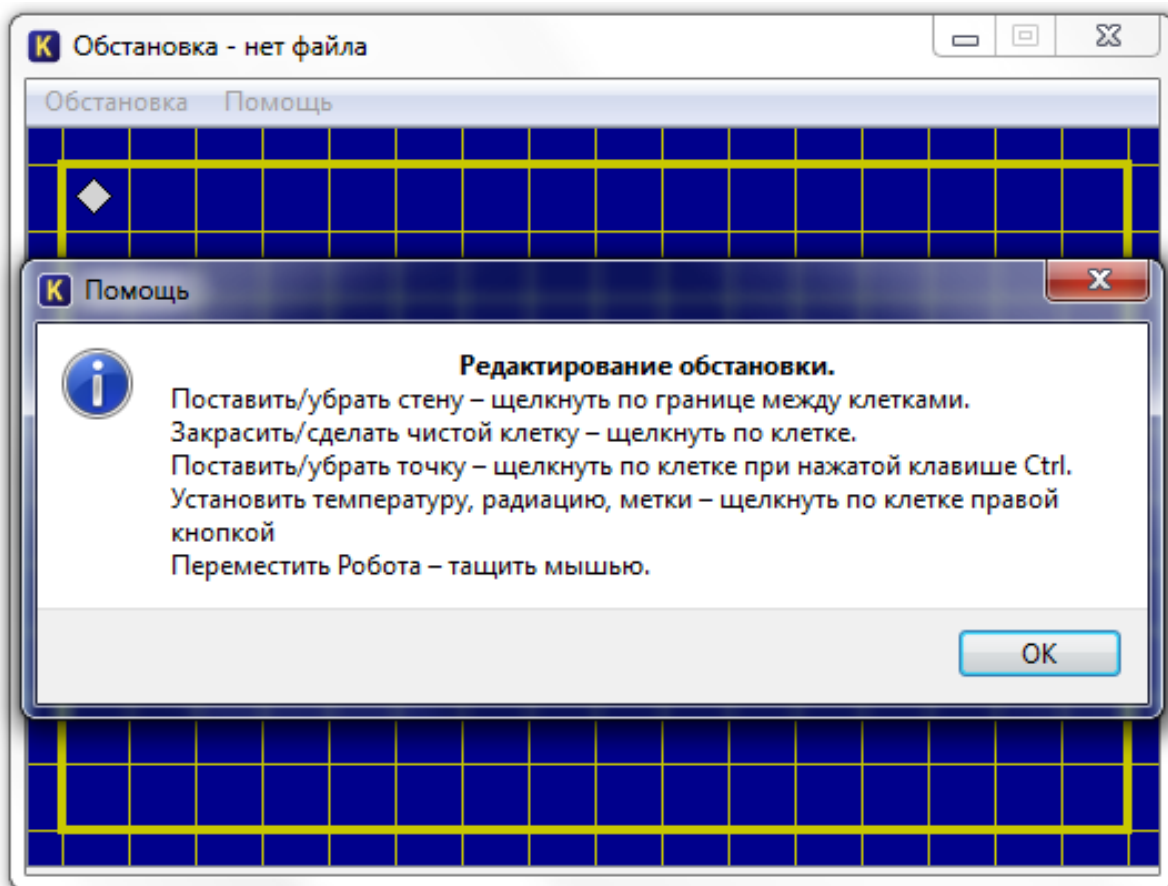 K Обстановка - нет файла
Обстановка Помощь
K Помощь
Редактирование обстановки.
Поставить/убрать стену – щелкнуть по границе между клетками.
Закрасить/сделать чистой клетку – щелкнуть по клетке.
Поставить/убрать точку – щелкнуть по клетке при нажатой клавише Ctrl.
Установить температуру, радиацию, метки – щелкнуть по клетке правой
кнопкой
Переместить Робота – тащить мышью.
OK